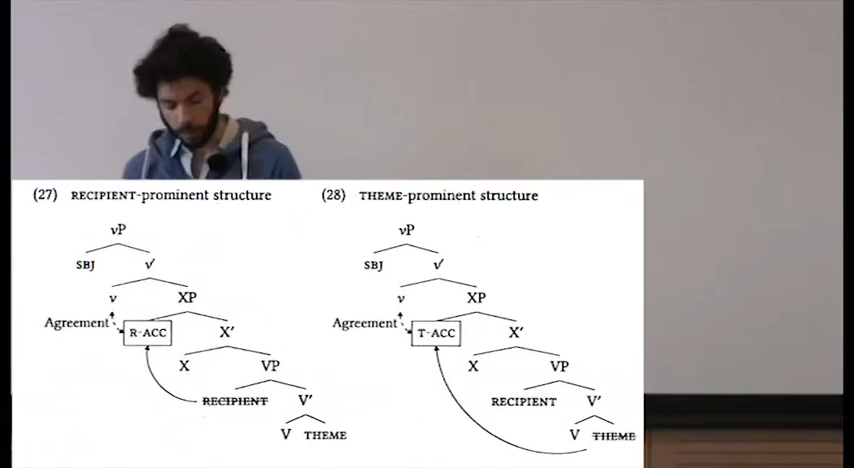 (27) RECIPIENT-prominent structure
vP
SBJ v′
v XP
Agreement R-ACC X′
X VP
RECIPIENT V′
V THEME
(28) THEME-prominent structure
vP
SBJ v′
v XP
Agreement T-ACC X′
X VP
RECIPIENT V′
V THEME